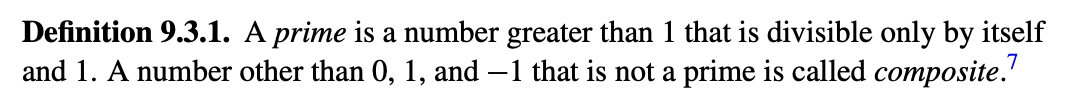 Definition 9.3.1. A prime is a number greater than 1 that is divisible only by itself
and 1. A number other than 0, 1, and −1 that is not a prime is called composite.7